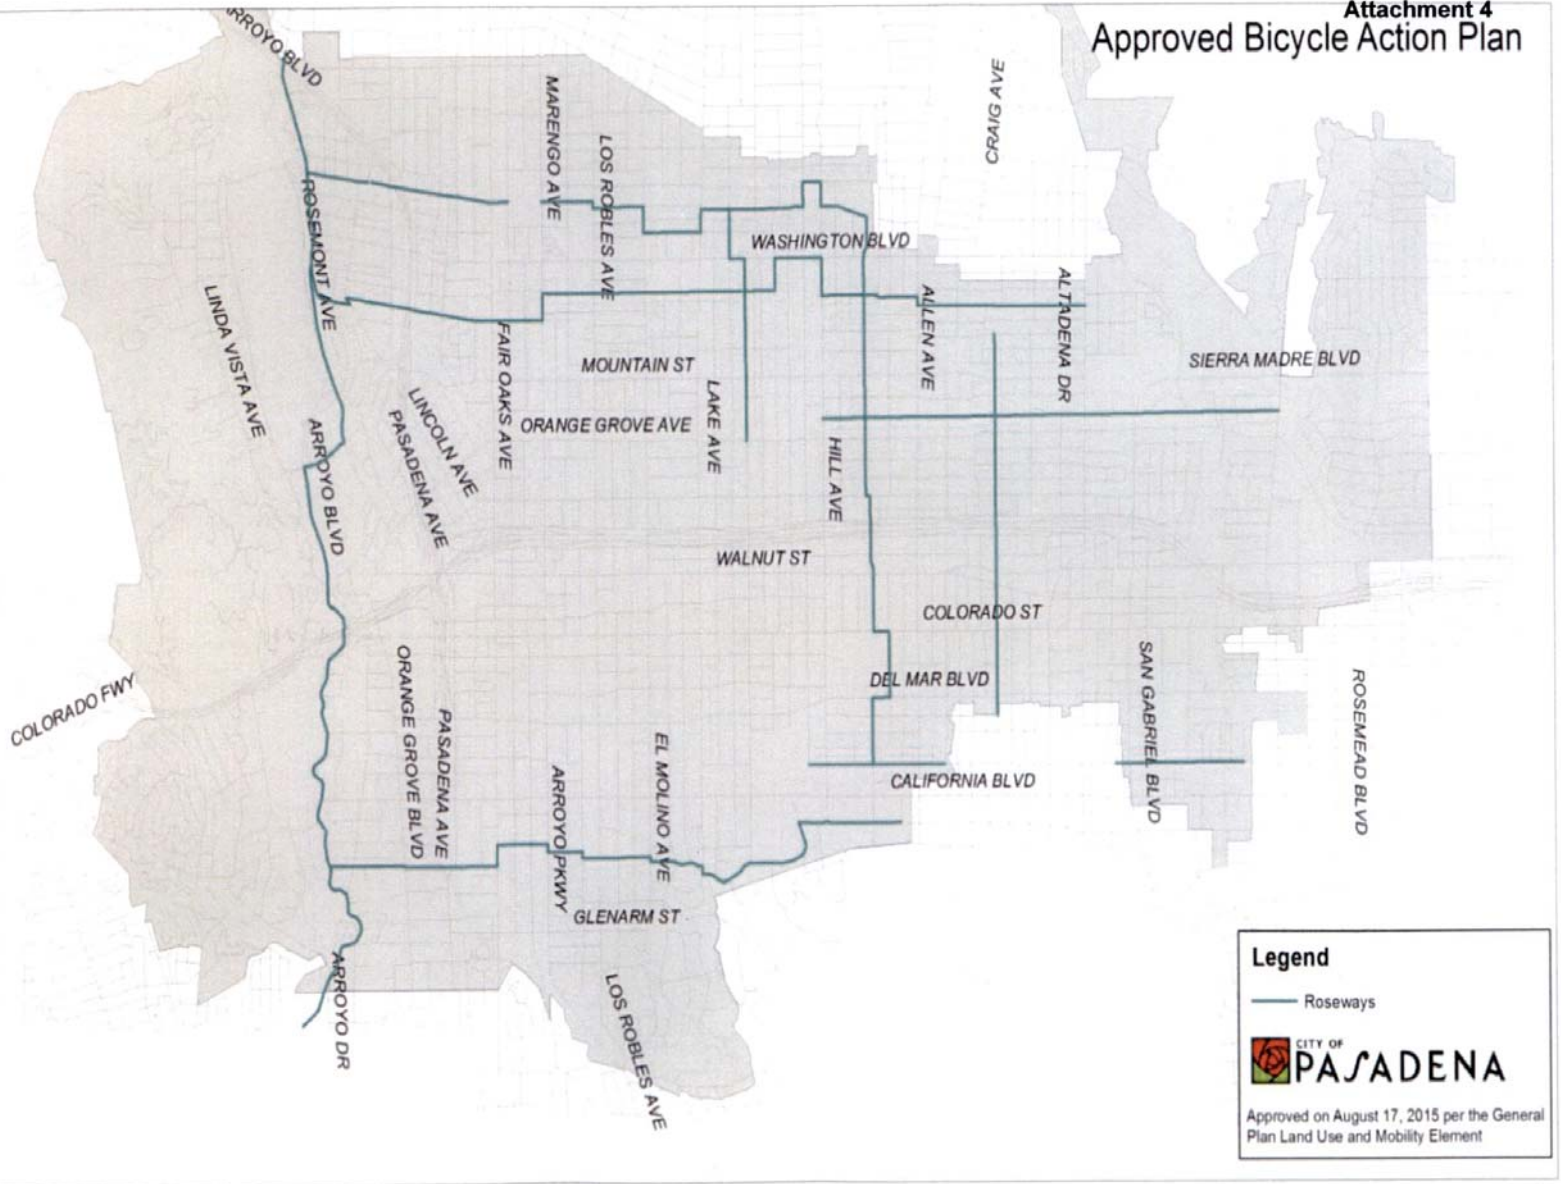 Attachment 4
Approved Bicycle Action Plan
ARROYO BLVD
MARENGO AVE
LOS ROBLES AVE
CRAIG AVE
ROSEMONT AVE
WASHINGTON BLVD
LINDA VISTA AVE
ALLEN AVE
ALTADENA DR
FAIR OAKS AVE
MOUNTAIN ST
SIERRA MADRE BLVD
LINCOLN AVE
PASADENA AVE
ORANGE GROVE AVE
LAKE AVE
ARROYO BLVD
HILL AVE
WALNUT ST
COLORADO ST
COLORADO FWY
ORANGE GROVE BLVD
PASADENA AVE
DEL MAR BLVD
SAN GABRIEL BLVD
ROSEMEAD BLVD
ARROYO PKWY
EL MOLINO AVE
CALIFORNIA BLVD
GLENARM ST
ARROYO DR
LOS ROBLES AVE
Legend
Roseways
CITY OF
PASADENA
Approved on August 17, 2015 per the General
Plan Land Use and Mobility Element